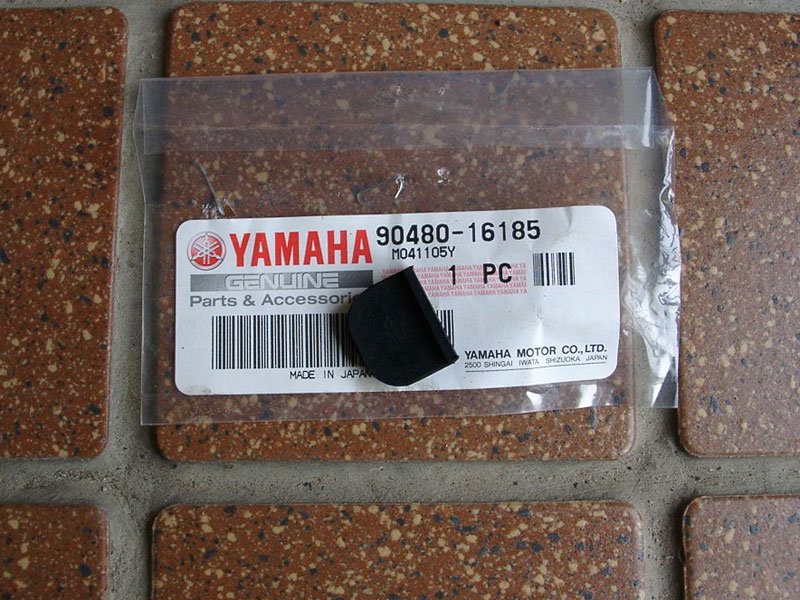 YAMAHA 90480-16185
M041105Y
GENUINE 1 PC
Parts & Accessori
YAMAHA MOTOR CO.,LTD.
2500 SHINGAI IWATA SHIZUOKA JAPAN
MADE IN JAPAN